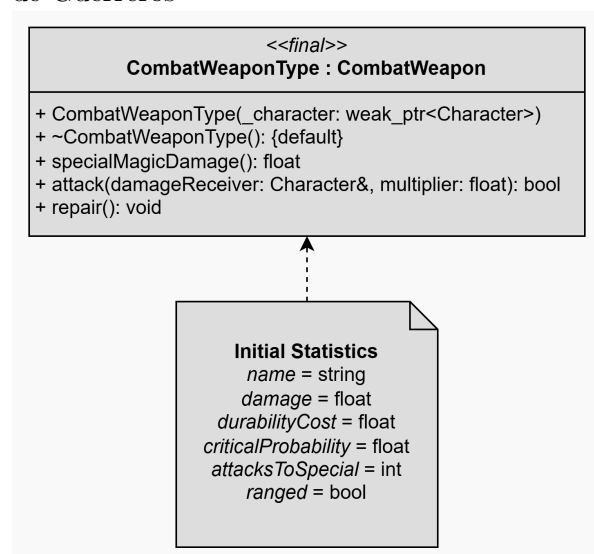 <<final>>
CombatWeaponType : CombatWeapon
+ CombatWeaponType(_character: weak_ptr<Character>)
+ ~CombatWeaponType(): {default}
+ specialMagicDamage(): float
+ attack(damageReceiver: Character&, multiplier: float): bool
+ repair(): void
Initial Statistics
name = string
damage = float
durabilityCost = float
criticalProbability = float
attacksToSpecial = int
ranged = bool